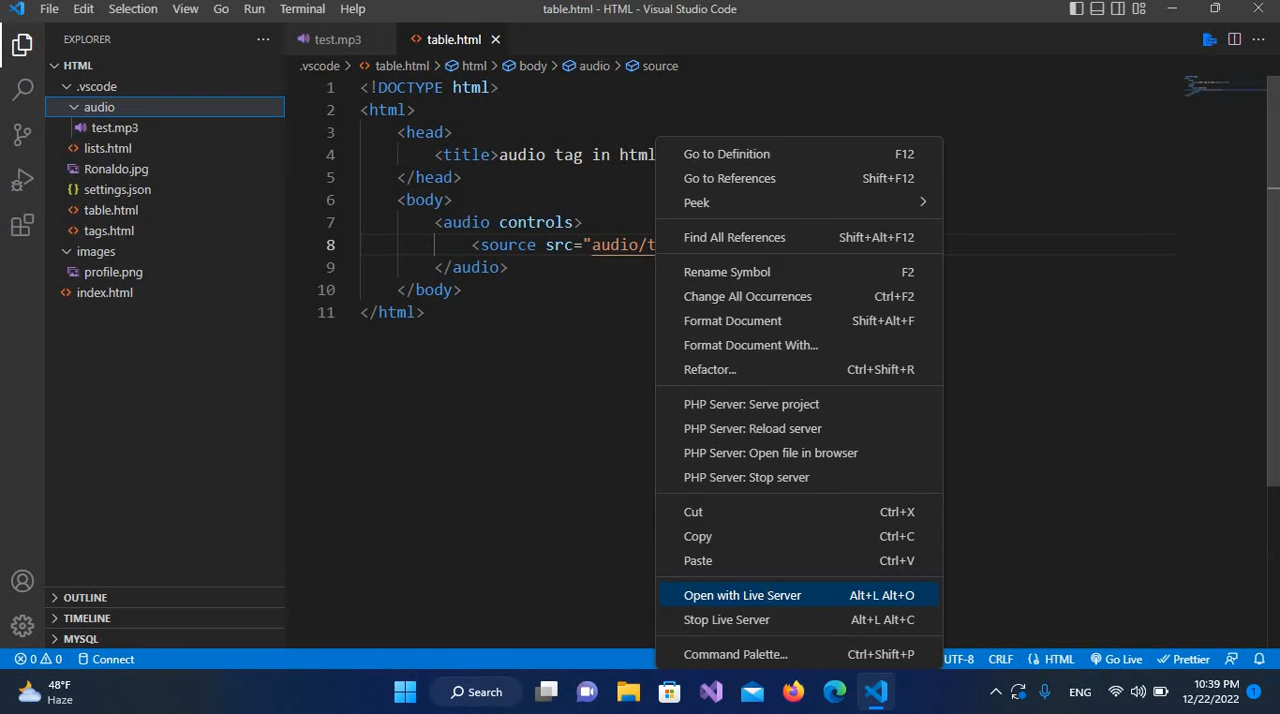 File Edit Selection View Go Run Terminal Help
table.html - HTML - Visual Studio Code
EXPLORER
test.mp3
table.html
HTML
.vscode
audio
test.mp3
lists.html
Ronaldo.jpg
settings.json
table.html
tags.html
images
profile.png
index.html
OUTLINE
TIMELINE
MYSQL
.vscode > table.html > html > body > audio > source
1 <!DOCTYPE html>
2 <html>
3 <head>
4 <title>audio tag in html
5 </head>
6 <body>
7 <audio controls>
8 <source src="audio/t
9 </audio>
10 </body>
11 </html>
Go to Definition F12
Go to References Shift+F12
Peek
Find All References Shift+Alt+F12
Rename Symbol F2
Change All Occurrences Ctrl+F2
Format Document Shift+Alt+F
Format Document With...
Refactor... Ctrl+Shift+R
PHP Server: Serve project
PHP Server: Reload server
PHP Server: Open file in browser
PHP Server: Stop server
Cut Ctrl+X
Copy Ctrl+C
Paste Ctrl+V
Open with Live Server Alt+L Alt+O
Stop Live Server Alt+L Alt+C
Command Palette... Ctrl+Shift+P
0 0 Connect
UTF-8 CRLF HTML Go Live Prettier
48°F
Haze
Search
ENG
10:39 PM
12/22/2022
1